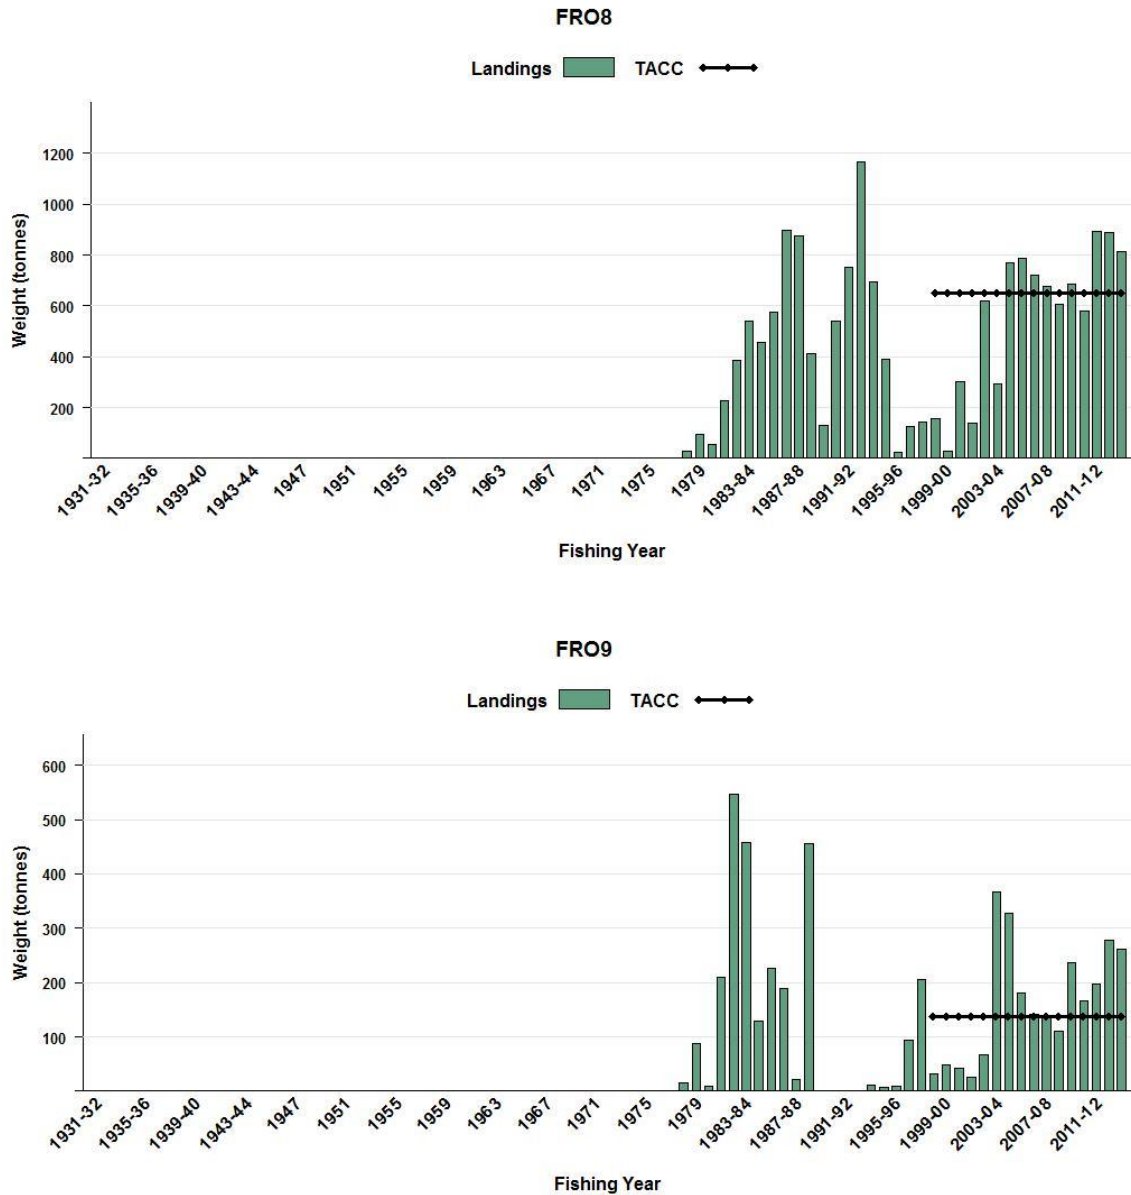 FRO8
Landings TACC
1200
1000
800
600
400
200
Weight (tonnes)
1931-32 1935-36 1939-40 1943-44 1947 1951 1955 1959 1963 1967 1971 1975 1979 1983-84 1987-88 1991-92 1995-96 1999-00 2003-04 2007-08 2011-12
Fishing Year
FRO9
Landings TACC
600
500
400
300
200
100
Weight (tonnes)
1931-32 1935-36 1939-40 1943-44 1947 1951 1955 1959 1963 1967 1971 1975 1979 1983-84 1987-88 1991-92 1995-96 1999-00 2003-04 2007-08 2011-12
Fishing Year